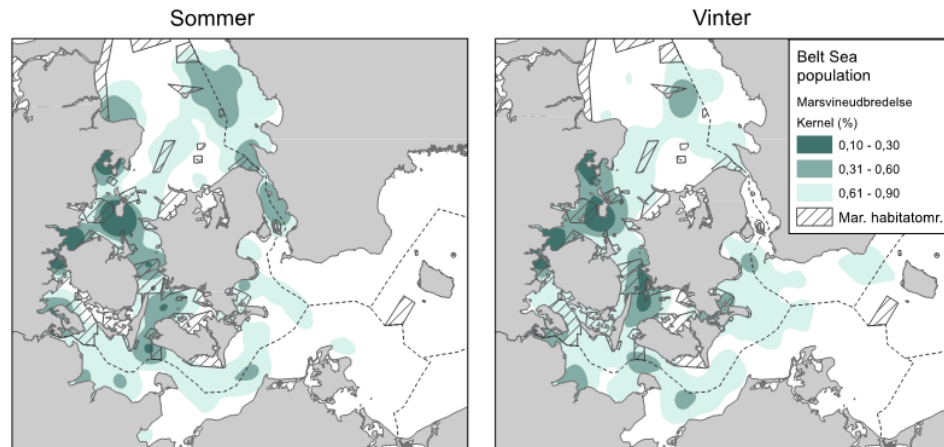 Sommer
Vinter
Belt Sea
population
Marsvineudbredelse
Kernel (%)
0,10 - 0,30
0,31 - 0,60
0,61 - 0,90
Mar. habitatomr.